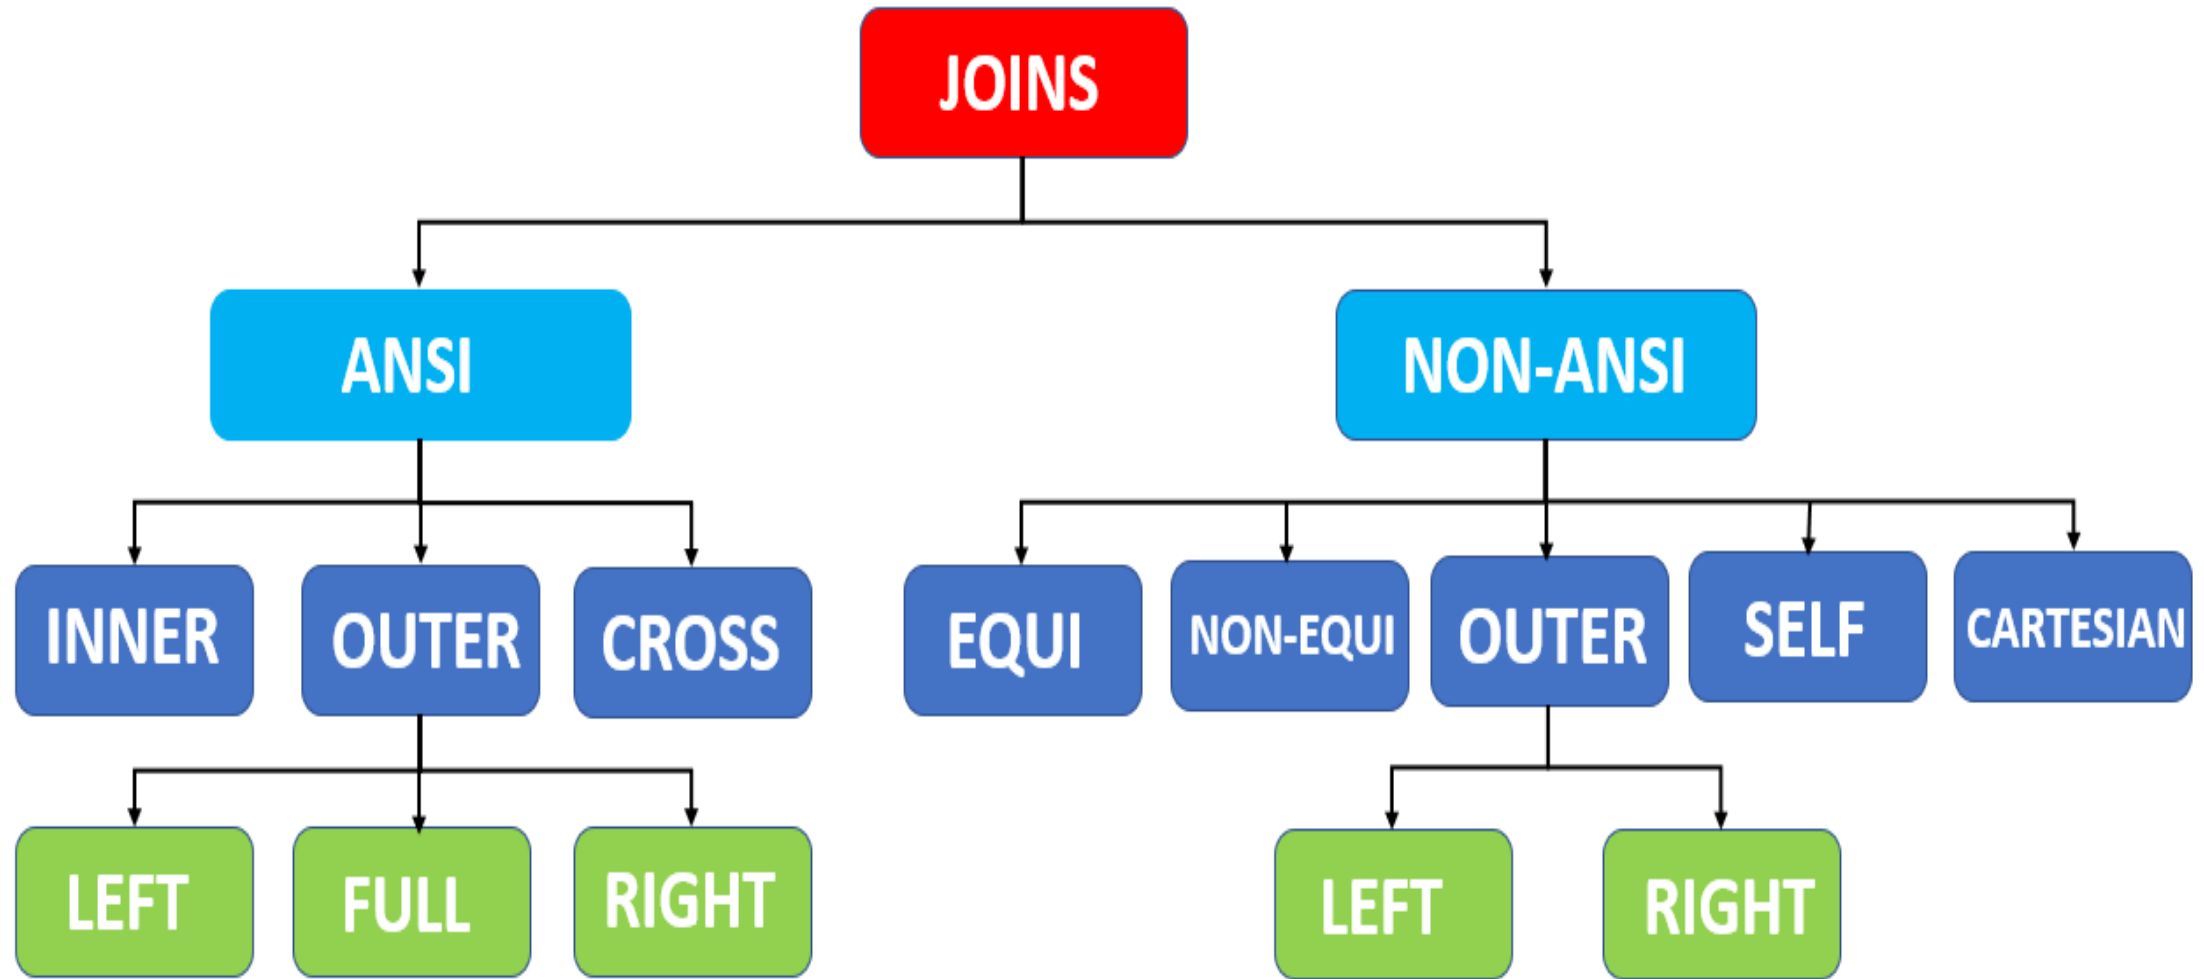 JOINS
ANSI
NON-ANSI
INNER
OUTER
CROSS
EQUI
NON-EQUI
OUTER
SELF
CARTESIAN
LEFT
FULL
RIGHT
LEFT
RIGHT